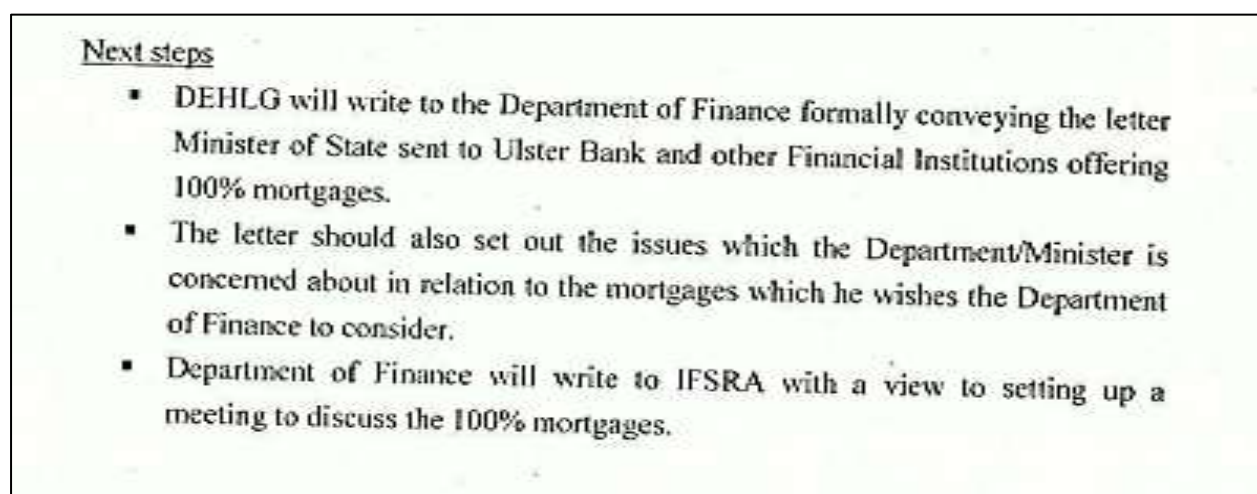 Next steps
▪ DEHLG will write to the Department of Finance formally conveying the letter
Minister of State sent to Ulster Bank and other Financial Institutions offering
100% mortgages.
▪ The letter should also set out the issues which the Department/Minister is
concerned about in relation to the mortgages which he wishes the Department
of Finance to consider.
▪ Department of Finance will write to IFSRA with a view to setting up a
meeting to discuss the 100% mortgages.